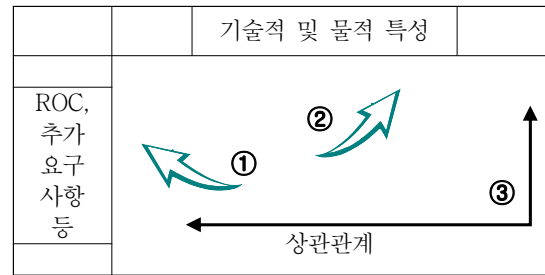 기술적 및 물적 특성
ROC,
추가
요구
사항
등
①
②
③
상관관계